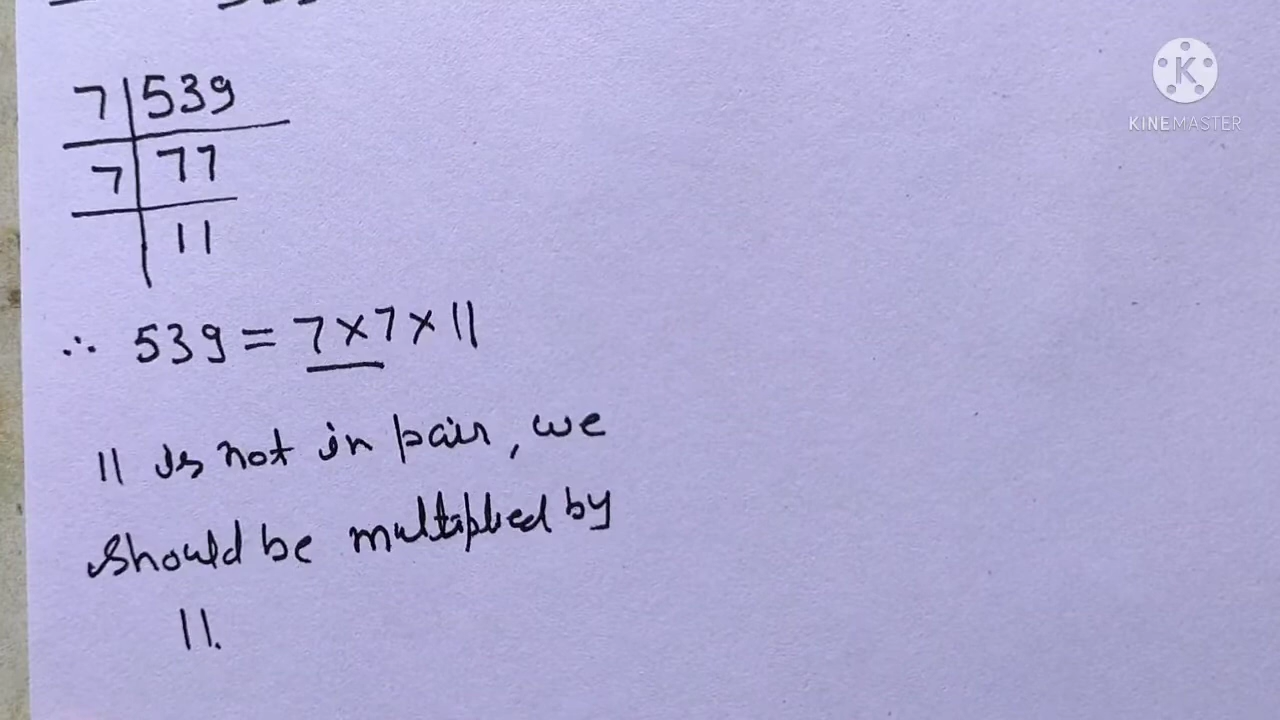 7 539
7 77
11
∴ 539 = 7×7×11
11 is not in pair, we
should be multiplied by
11.
K
KINEMASTER